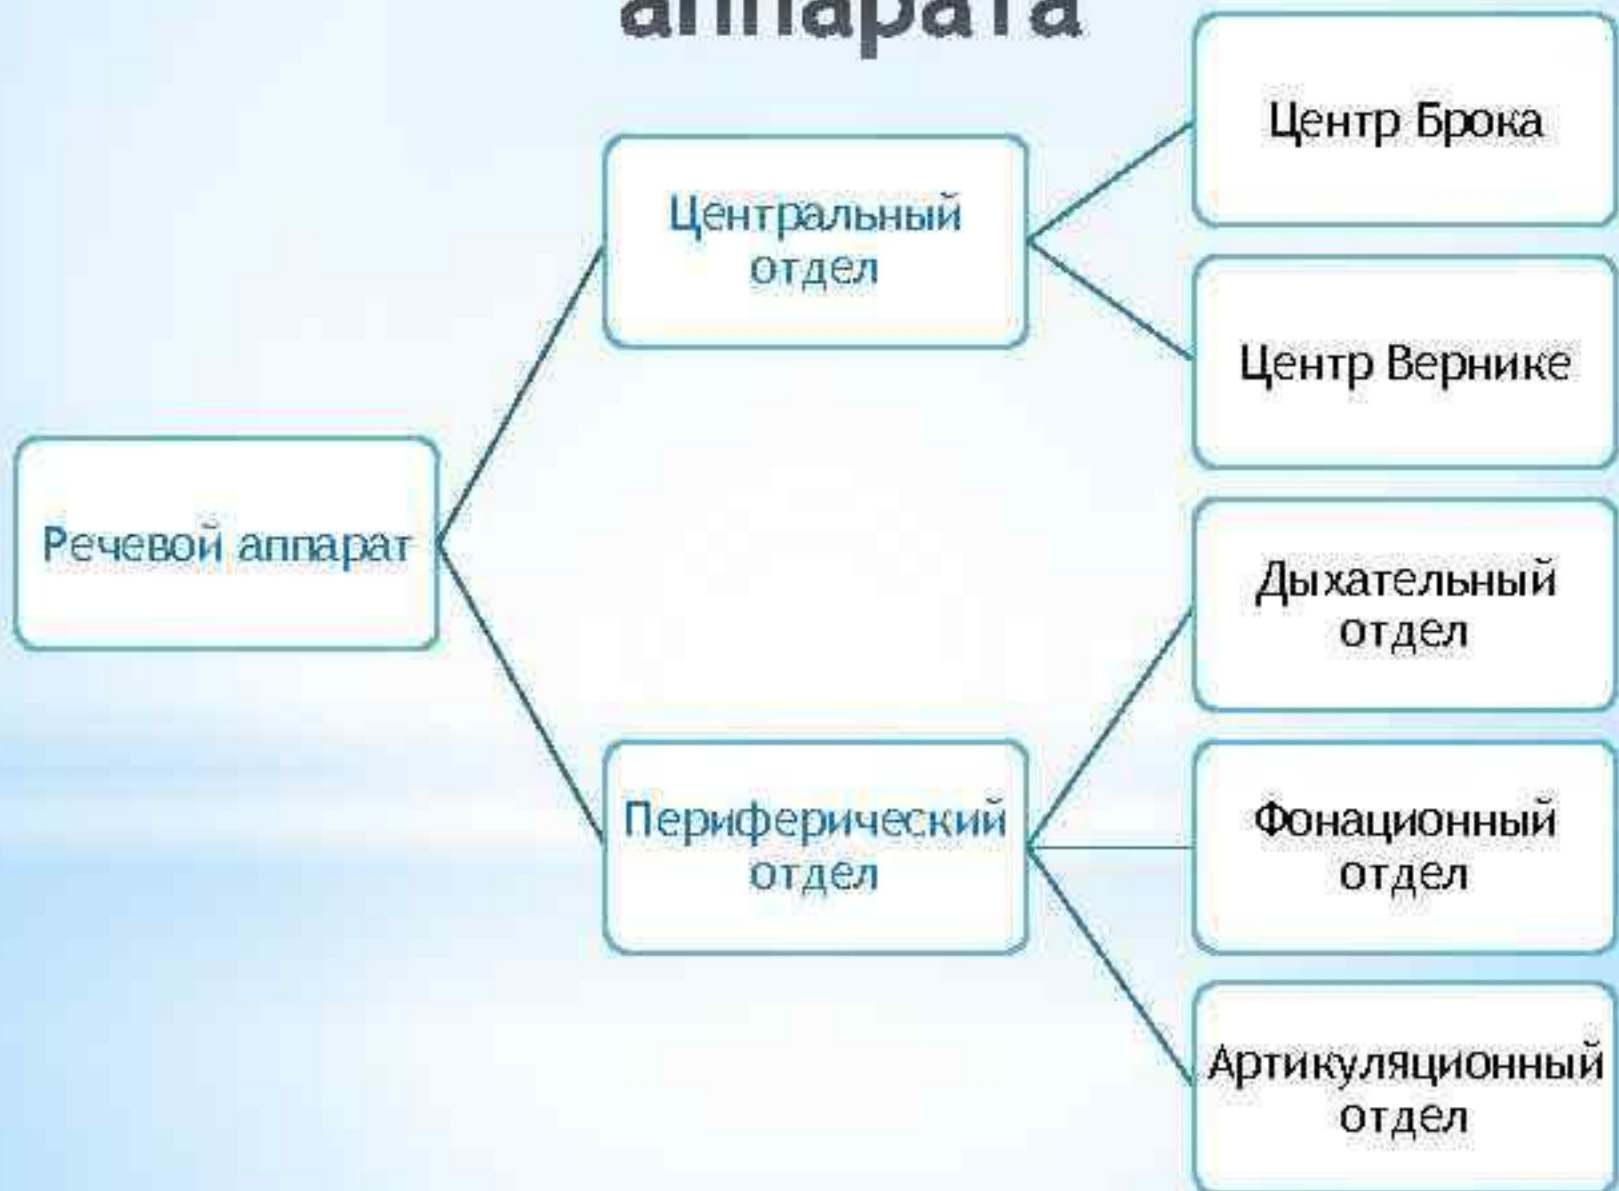 аппарата
Центр Брока
Центральный
отдел
Центр Вернике
Речевой аппарат
Дыхательный
отдел
Периферический
отдел
Фонационный
отдел
Артикуляционный
отдел